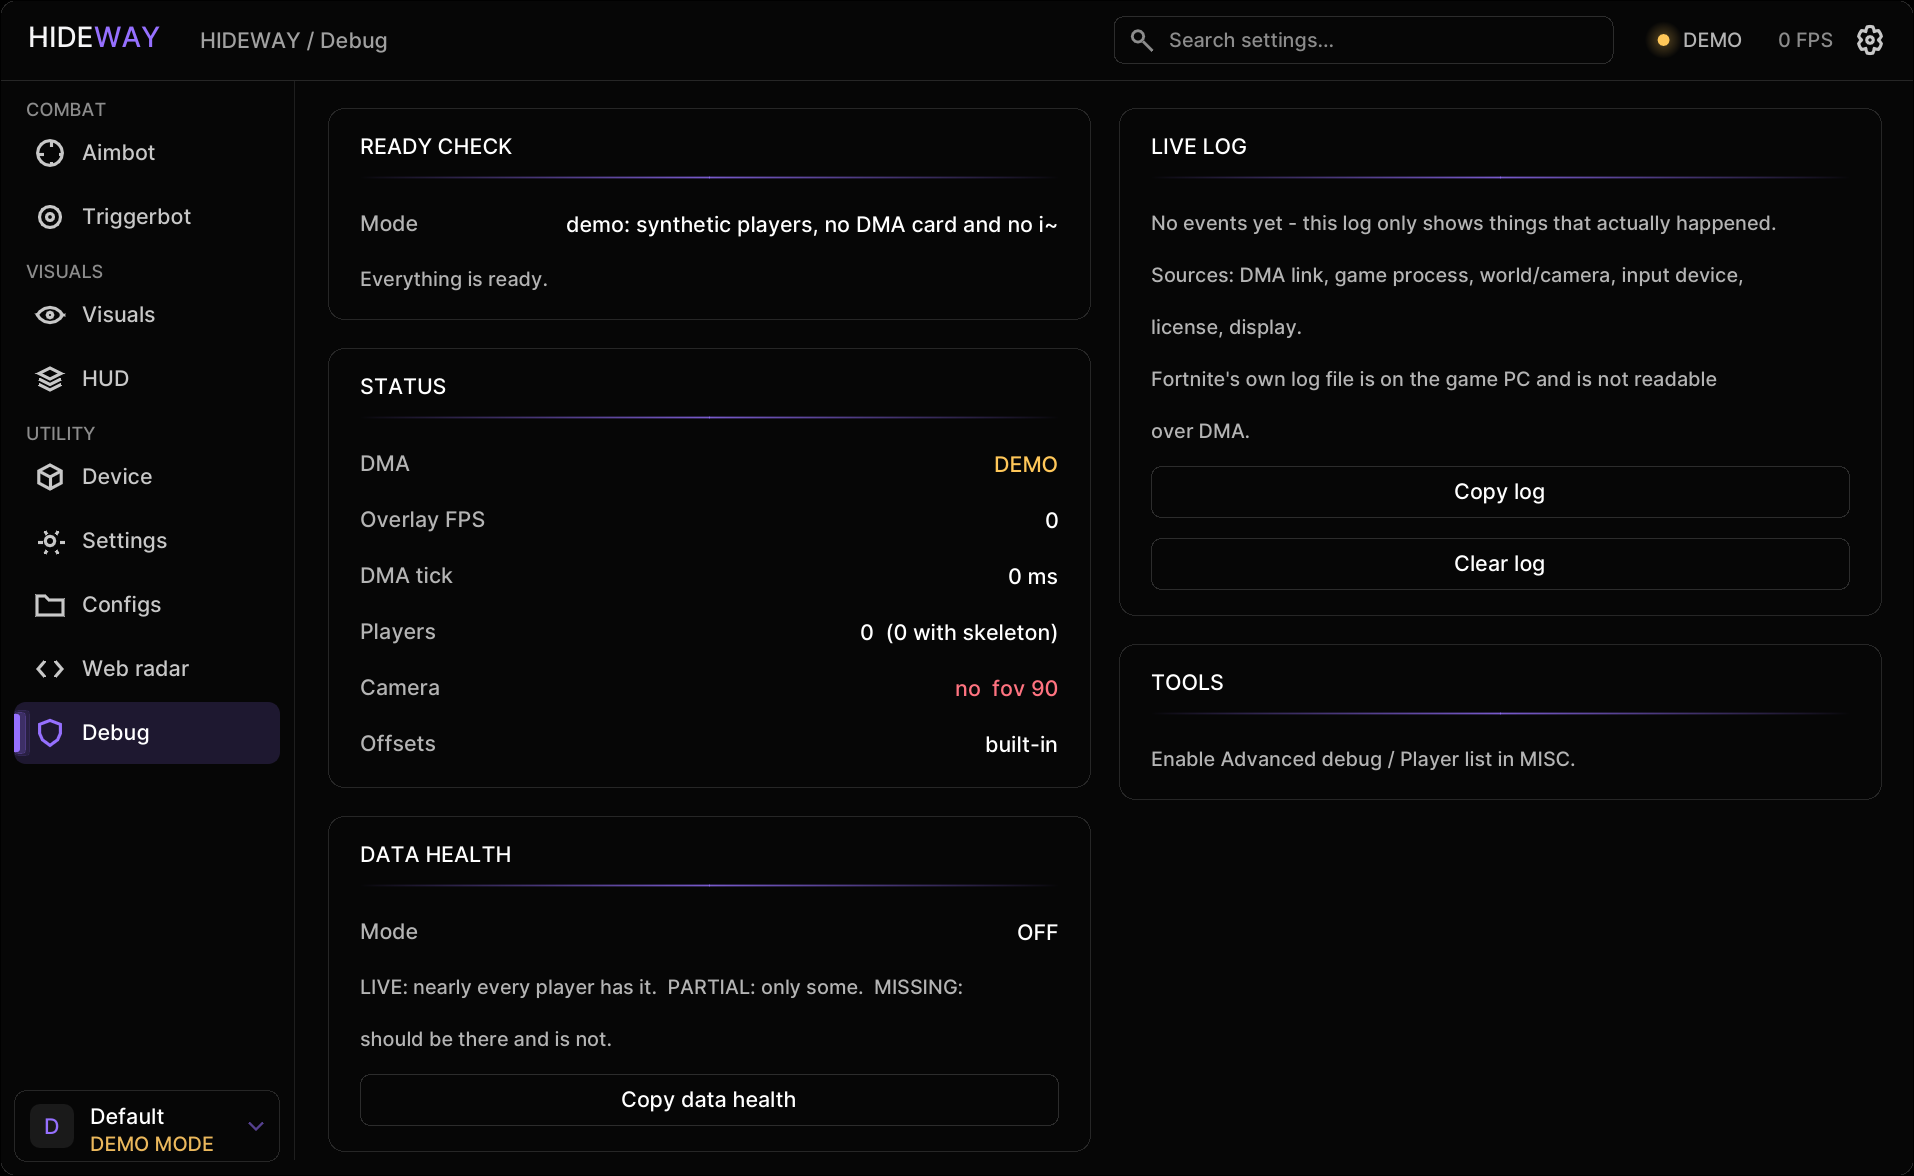 HIDEWAY
HIDEWAY / Debug
Search settings...
DEMO
0 FPS
COMBAT
Aimbot
Triggerbot
VISUALS
Visuals
HUD
UTILITY
Device
Settings
Configs
Web radar
Debug
D
Default
DEMO MODE
READY CHECK
Mode demo: synthetic players, no DMA card and no i~
Everything is ready.
STATUS
DMA DEMO
Overlay FPS 0
DMA tick 0 ms
Players 0 (0 with skeleton)
Camera no fov 90
Offsets built-in
DATA HEALTH
Mode OFF
LIVE: nearly every player has it. PARTIAL: only some. MISSING:
should be there and is not.
Copy data health
LIVE LOG
No events yet - this log only shows things that actually happened.
Sources: DMA link, game process, world/camera, input device,
license, display.
Fortnite's own log file is on the game PC and is not readable
over DMA.
Copy log
Clear log
TOOLS
Enable Advanced debug / Player list in MISC.